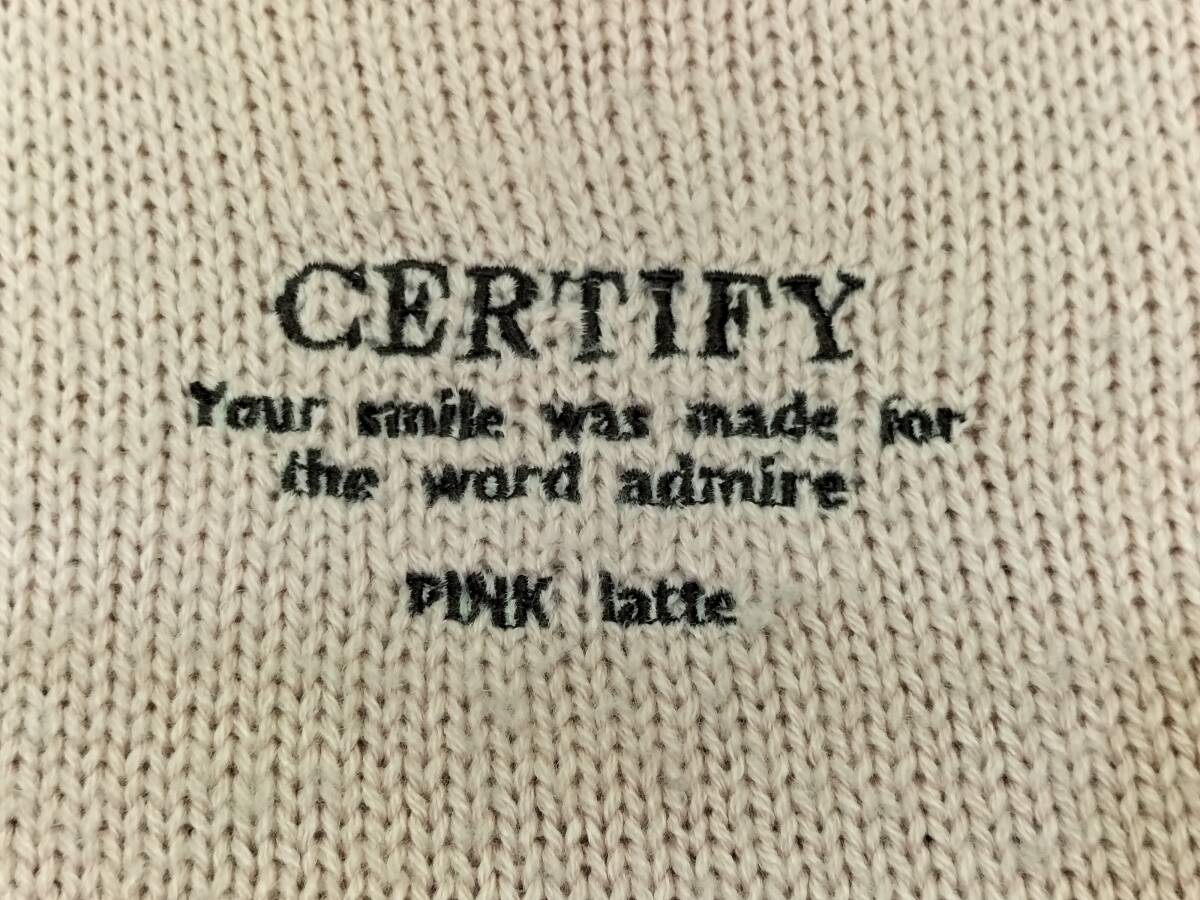 CERTIFY
Your smile was made for
the word admire
PINK latte